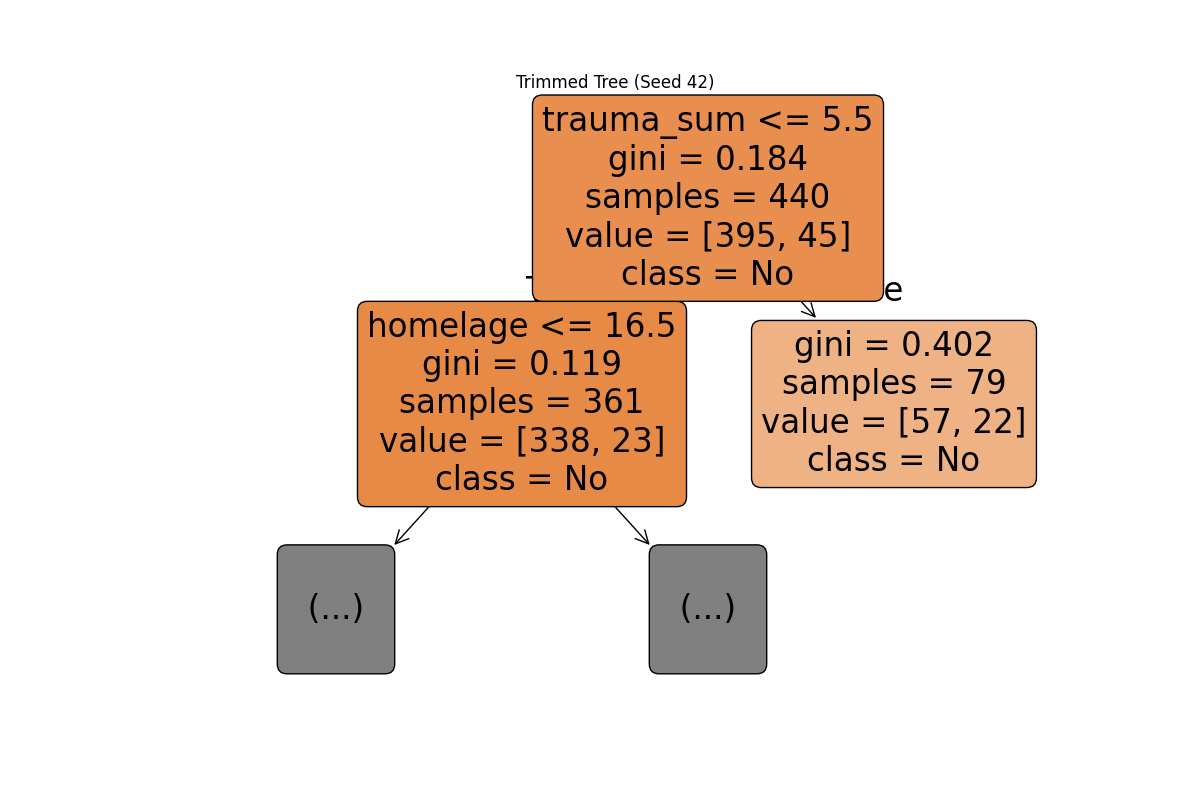 Trimmed Tree (Seed 42)
trauma_sum <= 5.5
gini = 0.184
samples = 440
value = [395, 45]
class = No
homelage <= 16.5
gini = 0.119
samples = 361
value = [338, 23]
class = No
gini = 0.402
samples = 79
value = [57, 22]
class = No
(...)
(...)